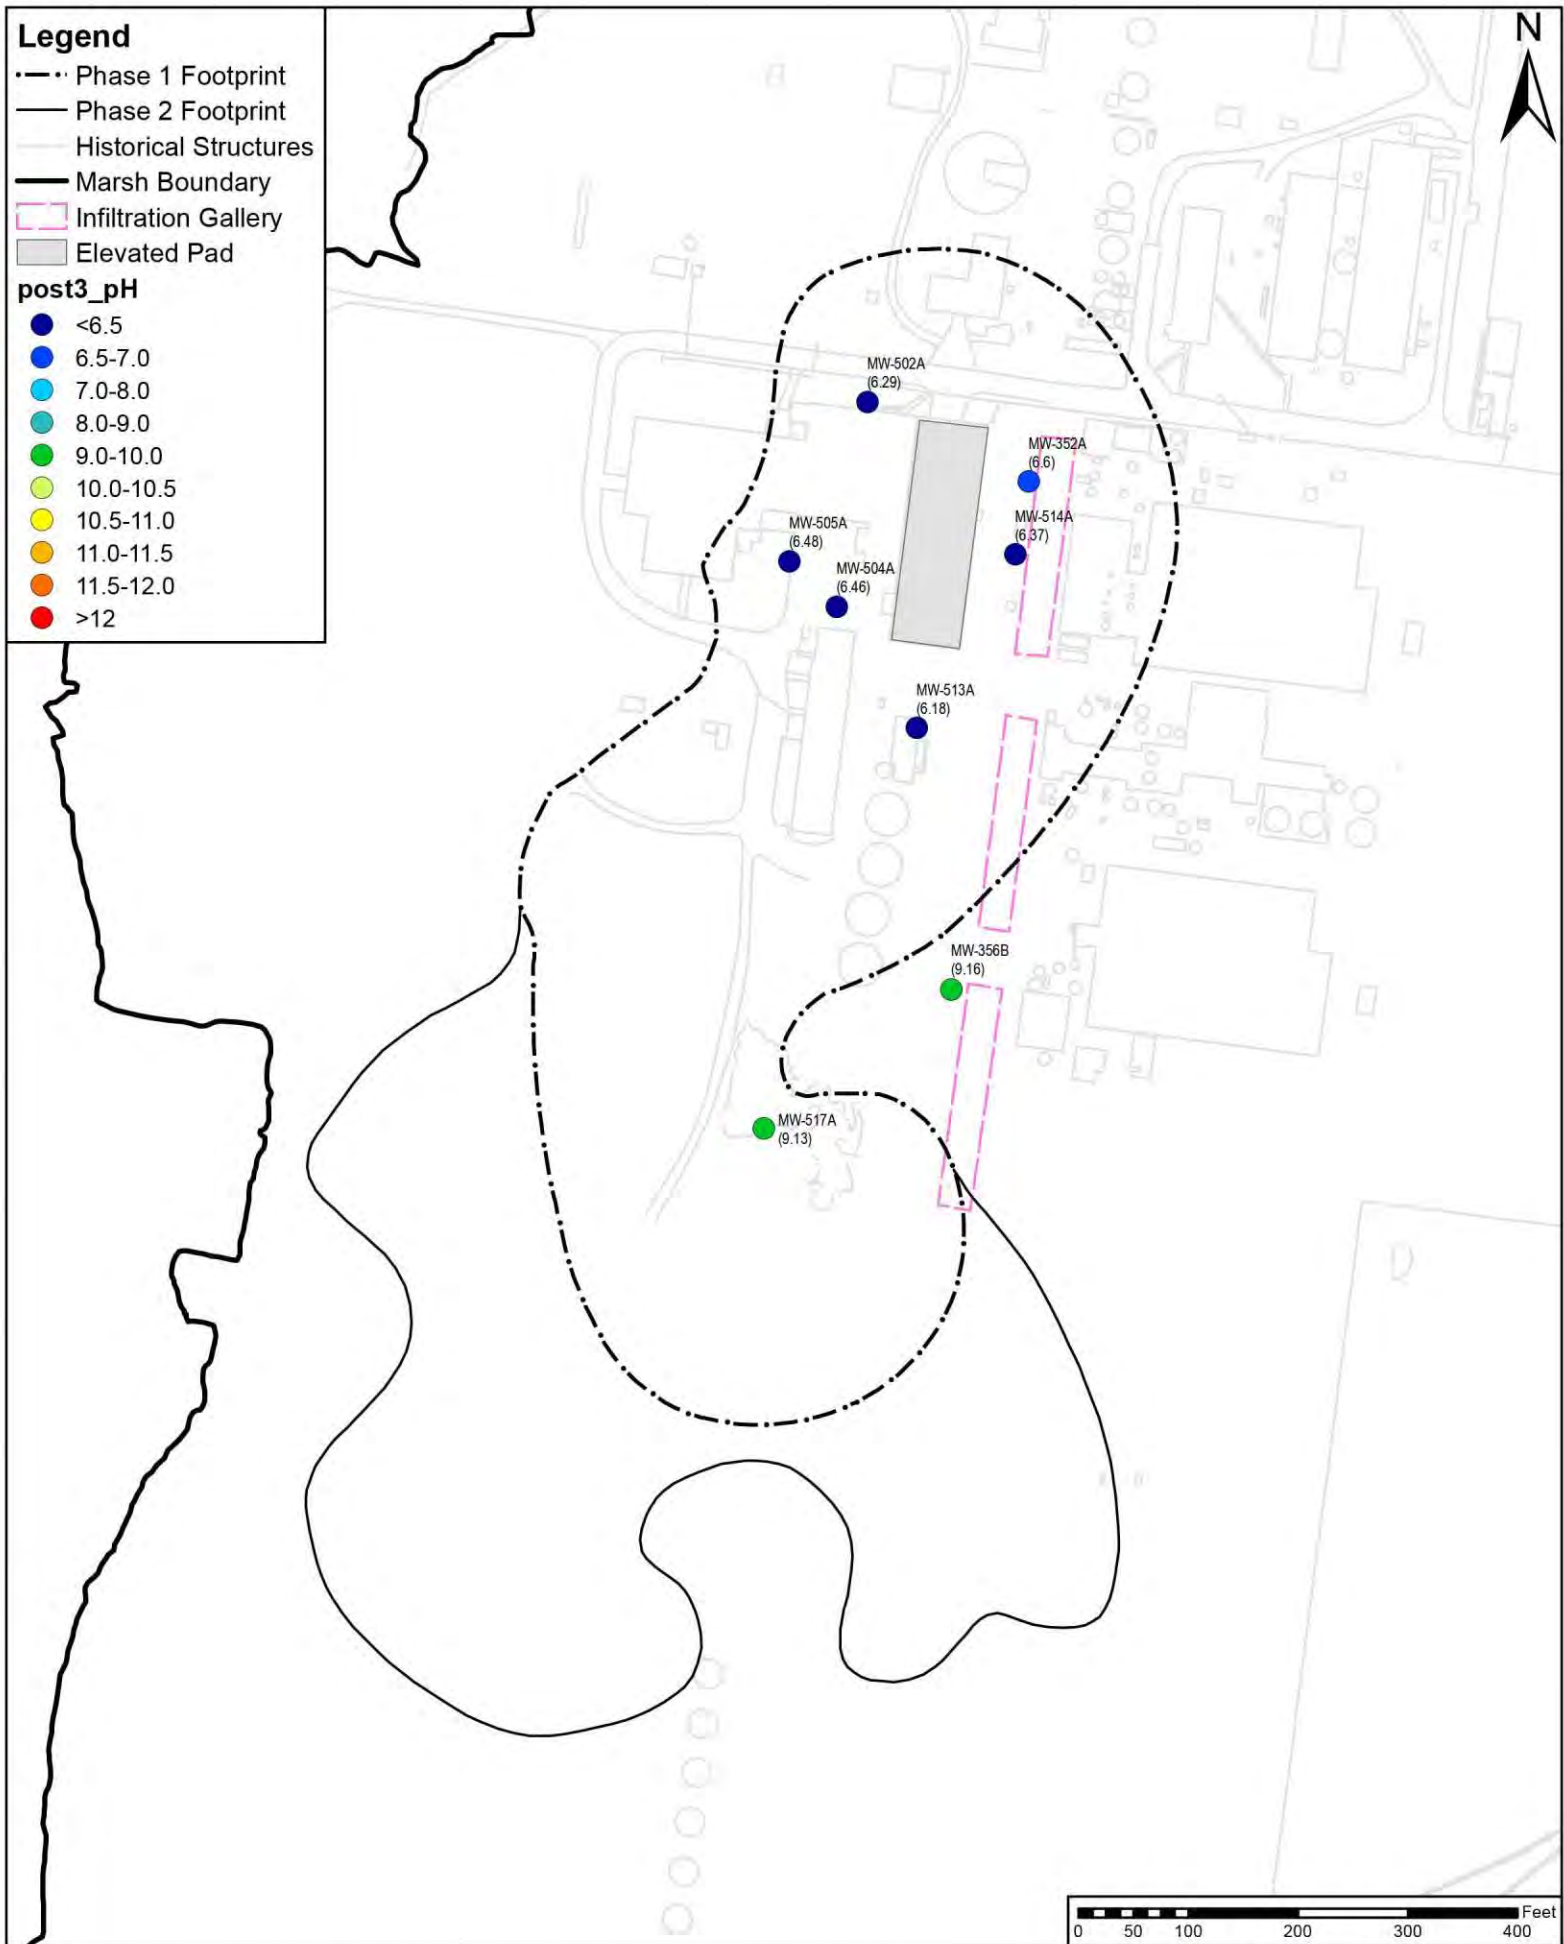 Legend
Phase 1 Footprint
Phase 2 Footprint
Historical Structures
Marsh Boundary
Infiltration Gallery
Elevated Pad
post3_pH
<6.5
6.5-7.0
7.0-8.0
8.0-9.0
9.0-10.0
10.0-10.5
10.5-11.0
11.0-11.5
11.5-12.0
>12
N
MW-502A
(6.29)
MW-352A
(6.6)
MW-514A
(6.37)
MW-505A
(6.48)
MW-504A
(6.46)
MW-513A
(6.18)
MW-356B
(9.16)
MW-517A
(9.13)
Feet
0 50 100 200 300 400